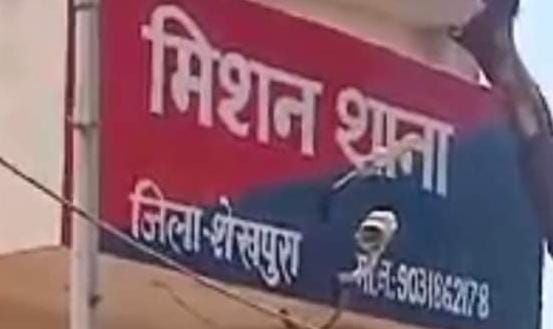 मिशन थाना
जिला-शेखपुरा
मो.नं.-9031862178